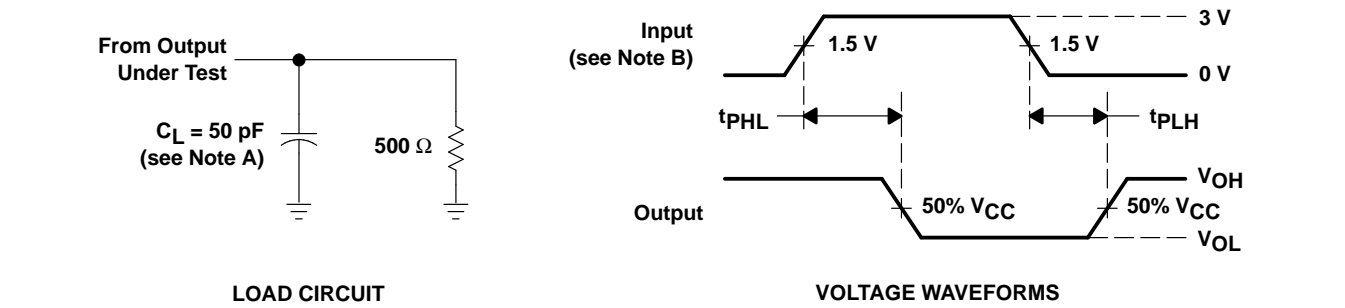 From Output
Under Test
CL = 50 pF
(see Note A)
500 Ω
LOAD CIRCUIT
Input
(see Note B)
1.5 V
1.5 V
3 V
0 V
tPHL
tPLH
Output
50% VCC
50% VCC
VOH
VOL
VOLTAGE WAVEFORMS